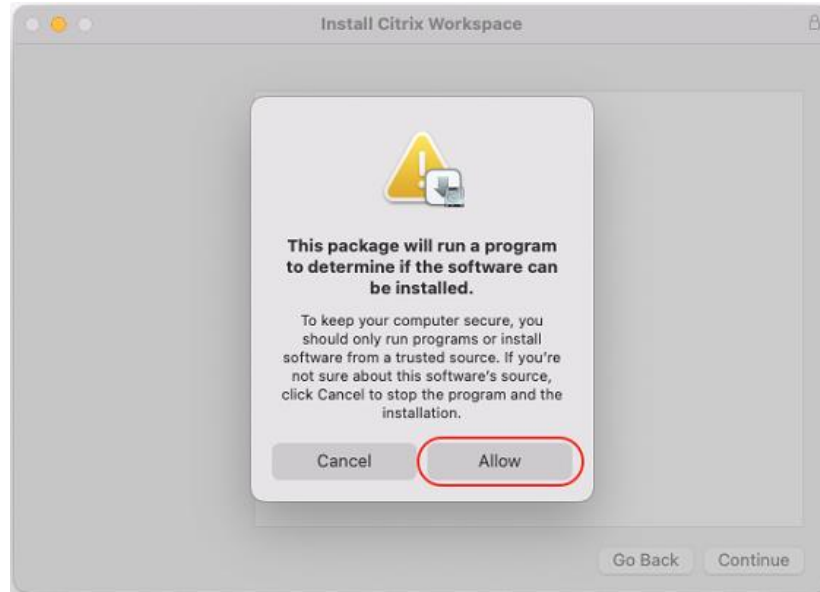 Install Citrix Workspace
This package will run a program
to determine if the software can
be installed.
To keep your computer secure, you
should only run programs or install
software from a trusted source. If you're
not sure about this software's source,
click Cancel to stop the program and the
installation.
Cancel Allow
Go Back Continue